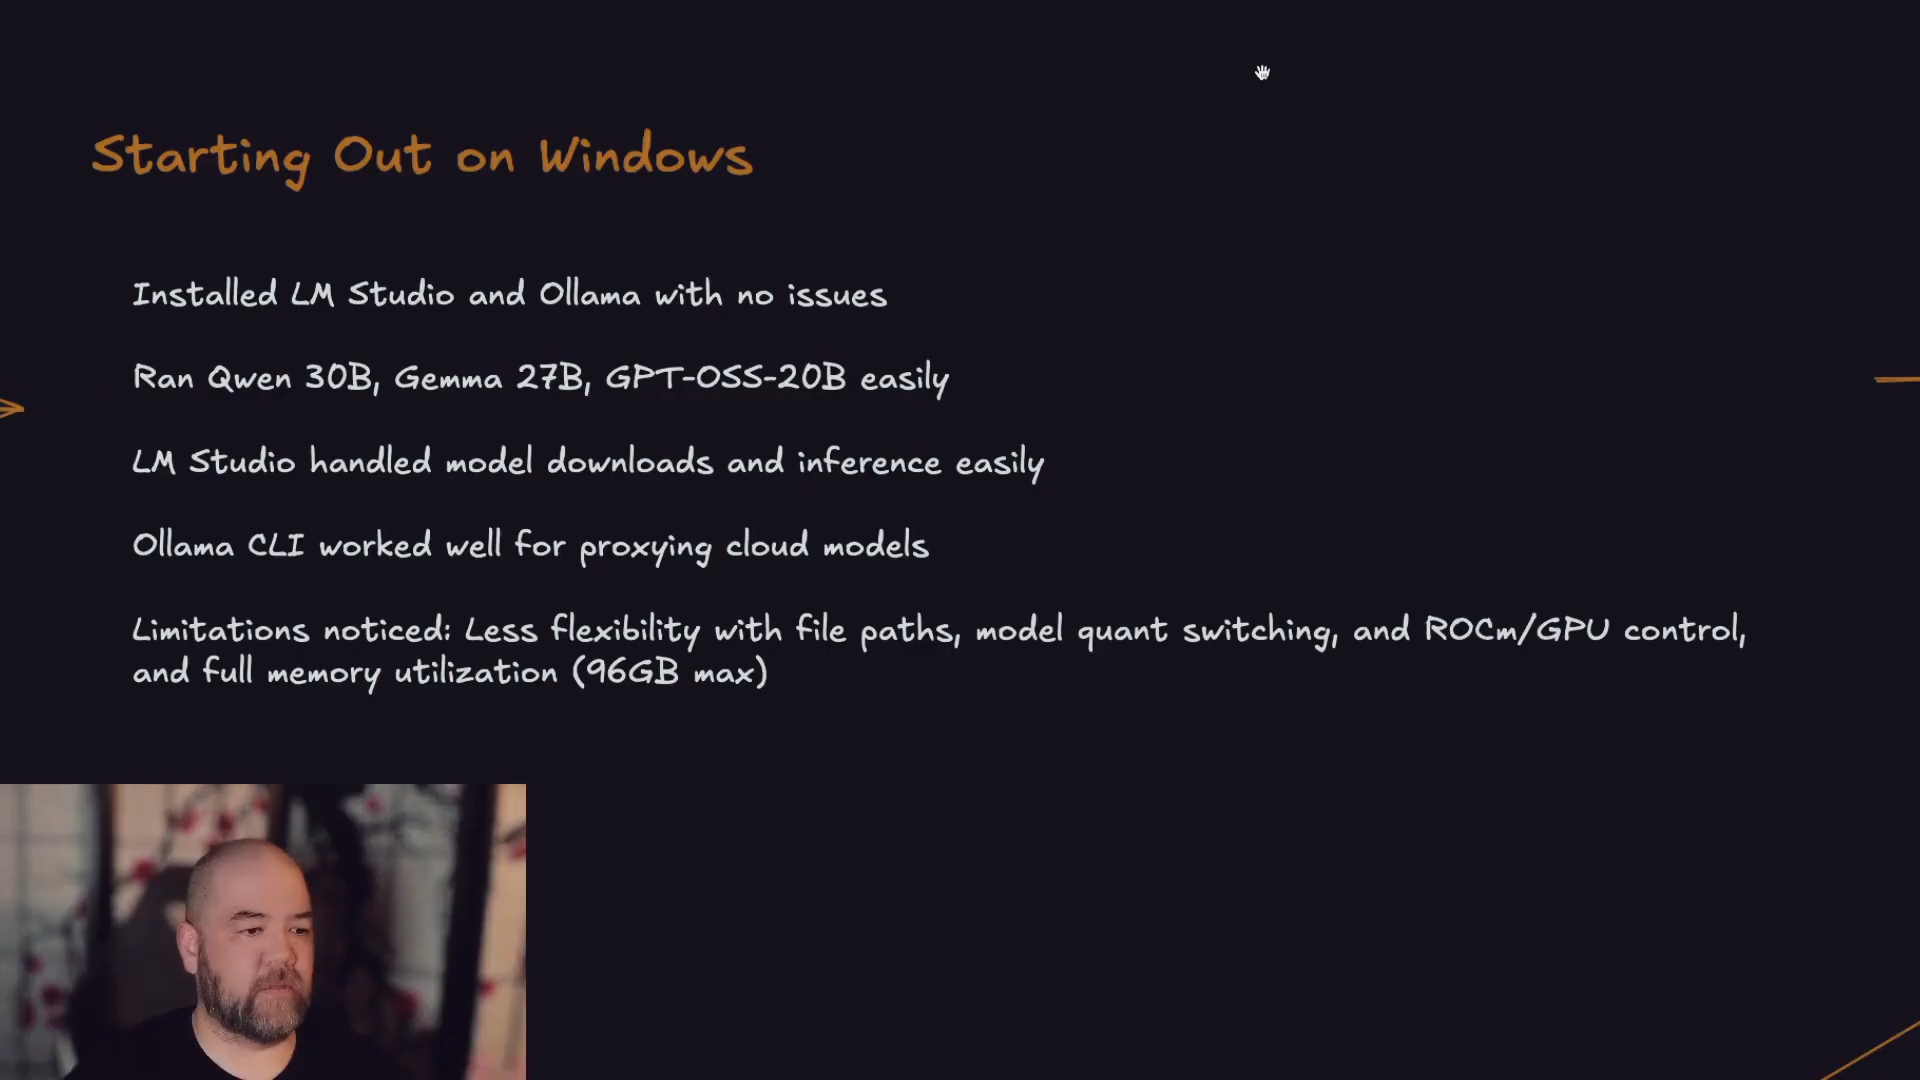 Starting Out on Windows
Installed LM Studio and Ollama with no issues
Ran Qwen 30B, Gemma 27B, GPT-OSS-20B easily
LM Studio handled model downloads and inference easily
Ollama CLI worked well for proxying cloud models
Limitations noticed: Less flexibility with file paths, model quant switching, and ROCm/GPU control,
and full memory utilization (96GB max)